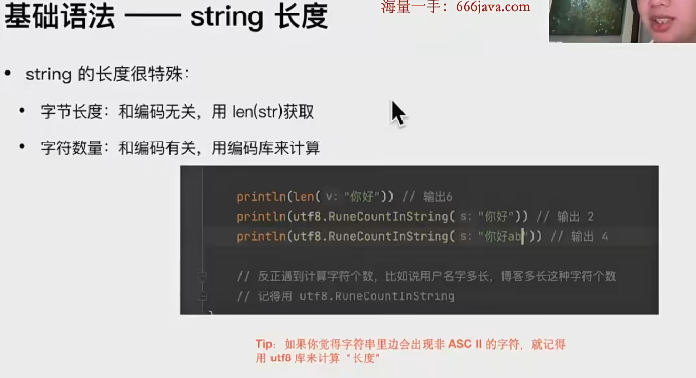 基础语法 —— string 长度
海量一手：666java.com
• string 的长度很特殊：
• 字节长度：和编码无关，用 len(str)获取
• 字符数量：和编码有关，用编码库来计算
println(len( v: "你好")) // 输出6
println(utf8.RuneCountInString( s: "你好")) // 输出 2
println(utf8.RuneCountInString( s: "你好ab")) // 输出 4
// 反正遇到计算字符个数，比如说用户名字多长，博客多长这种字符个数
// 记得用 utf8.RuneCountInString
Tip：如果你觉得字符串里边会出现非 ASC II 的字符，就记得
用 utf8 库来计算 "长度"